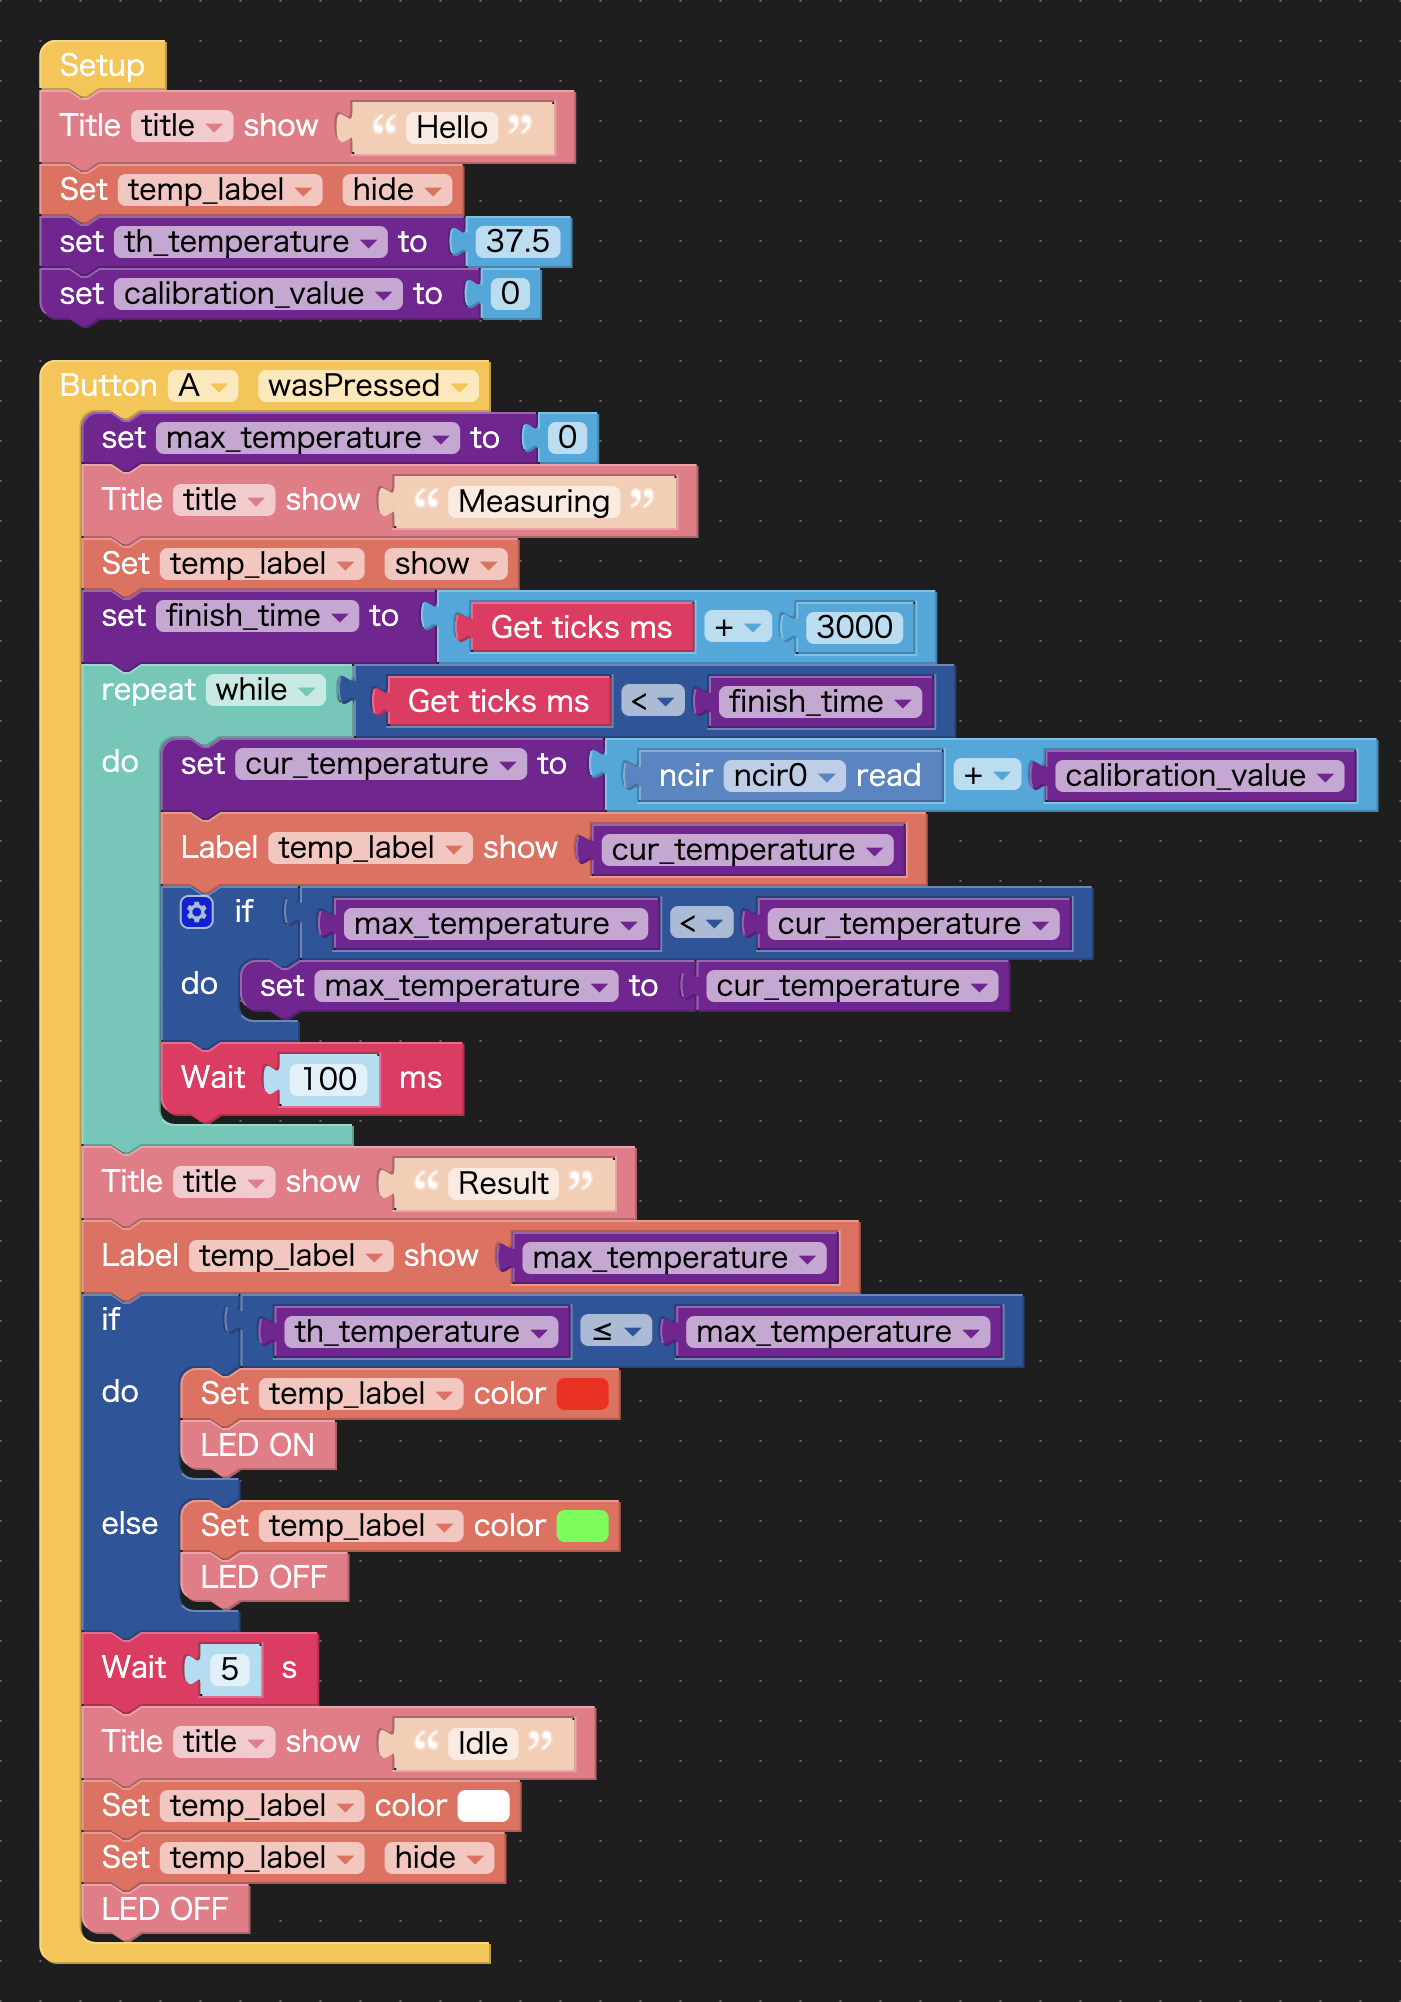 Setup
Title title show “ Hello ”
Set temp_label hide
set th_temperature to 37.5
set calibration_value to 0
Button A wasPressed
set max_temperature to 0
Title title show “ Measuring ”
Set temp_label show
set finish_time to Get ticks ms + 3000
repeat while Get ticks ms < finish_time
do set cur_temperature to ncir ncir0 read + calibration_value
Label temp_label show cur_temperature
if max_temperature < cur_temperature
do set max_temperature to cur_temperature
Wait 100 ms
Title title show “ Result ”
Label temp_label show max_temperature
if th_temperature ≤ max_temperature
do Set temp_label color
LED ON
else Set temp_label color
LED OFF
Wait 5 s
Title title show “ Idle ”
Set temp_label color
Set temp_label hide
LED OFF